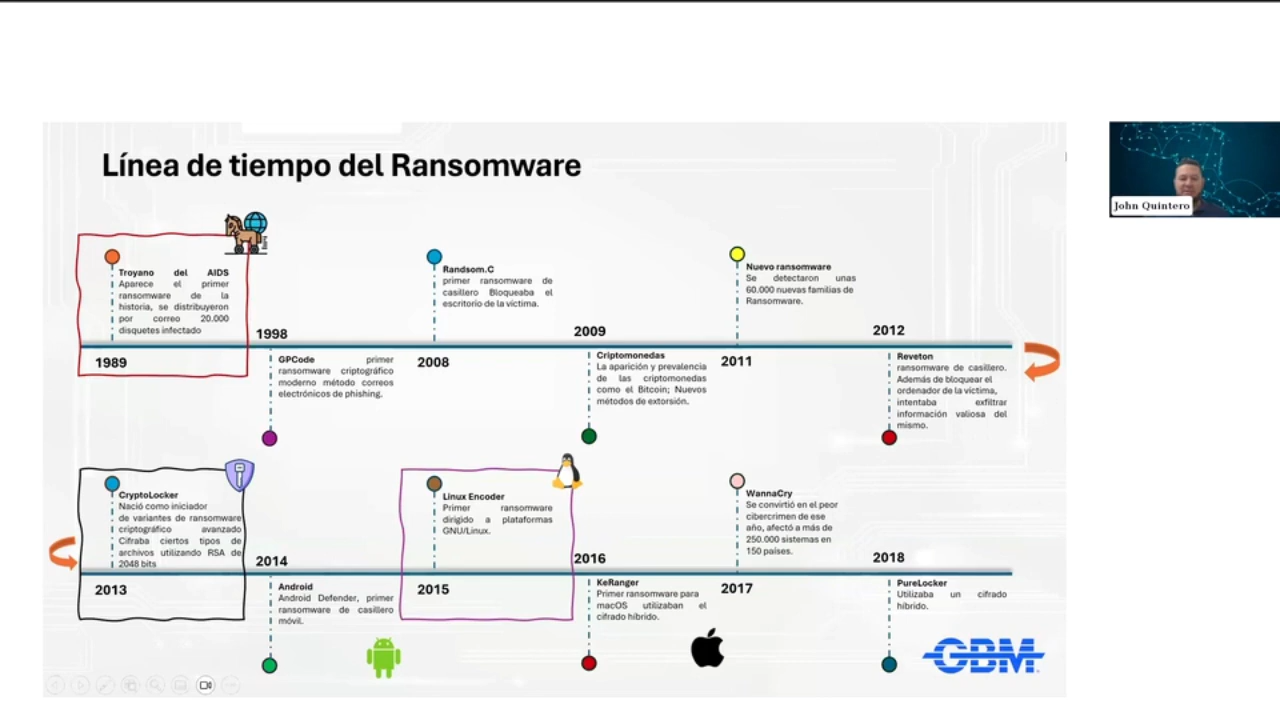 Línea de tiempo del Ransomware
John Quintero
Troyano del AIDS
Aparece el primer
ransomware de la
historia, se distribuyeron
por correo 20.000
disquetes infectado
1989
1998
GPCode primer
ransomware criptográfico
moderno método correos
electrónicos de phishing.
Randsom.C
primer ransomware de
casillero Bloqueaba el
escritorio de la víctima.
2008
2009
Criptomonedas
La aparición y prevalencia
de las criptomonedas
como el Bitcoin; Nuevos
métodos de extorsión.
Nuevo ransomware
Se detectaron unas
60.000 nuevas familias de
Ransomware.
2011
2012
Reveton
ransomware de casillero.
Además de bloquear el
ordenador de la víctima,
intentaba exfiltrar
información valiosa del
mismo.
CryptoLocker
Nació como iniciador
de variantes de ransomware
criptográfico avanzado
Cifraba ciertos tipos de
archivos utilizando RSA de
2048 bits
2013
2014
Android
Android Defender, primer
ransomware de casillero
móvil.
Linux Encoder
Primer ransomware
dirigido a plataformas
GNU/Linux.
2015
2016
KeRanger
Primer ransomware para
macOS utilizaban el
cifrado híbrido.
WannaCry
Se convirtió en el peor
cibercrimen de ese
año, afectó a más de
250.000 sistemas en
150 países.
2017
2018
PureLocker
Utilizaba un cifrado
híbrido.
GBM